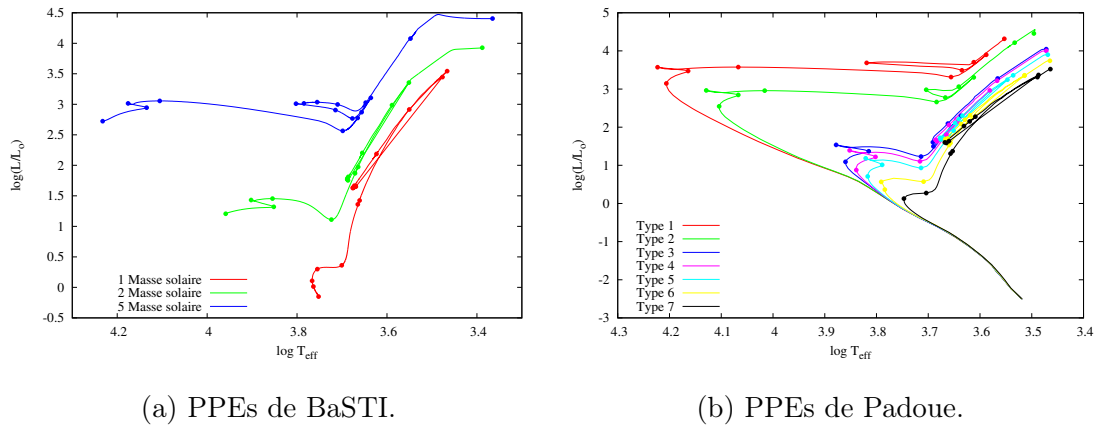 4.5
4
3.5
3
2.5
2
1.5
1
0.5
0
-0.5
log(L/L_o)
1 Masse solaire
2 Masse solaire
5 Masse solaire
4.2
4
3.8
3.6
3.4
log T_eff
(a) PPEs de BaSTI.
5
4
3
2
1
0
-1
-2
-3
log(L/L_o)
Type 1
Type 2
Type 3
Type 4
Type 5
Type 6
Type 7
4.3
4.2
4.1
4
3.9
3.8
3.7
3.6
3.5
3.4
log T_eff
(b) PPEs de Padoue.